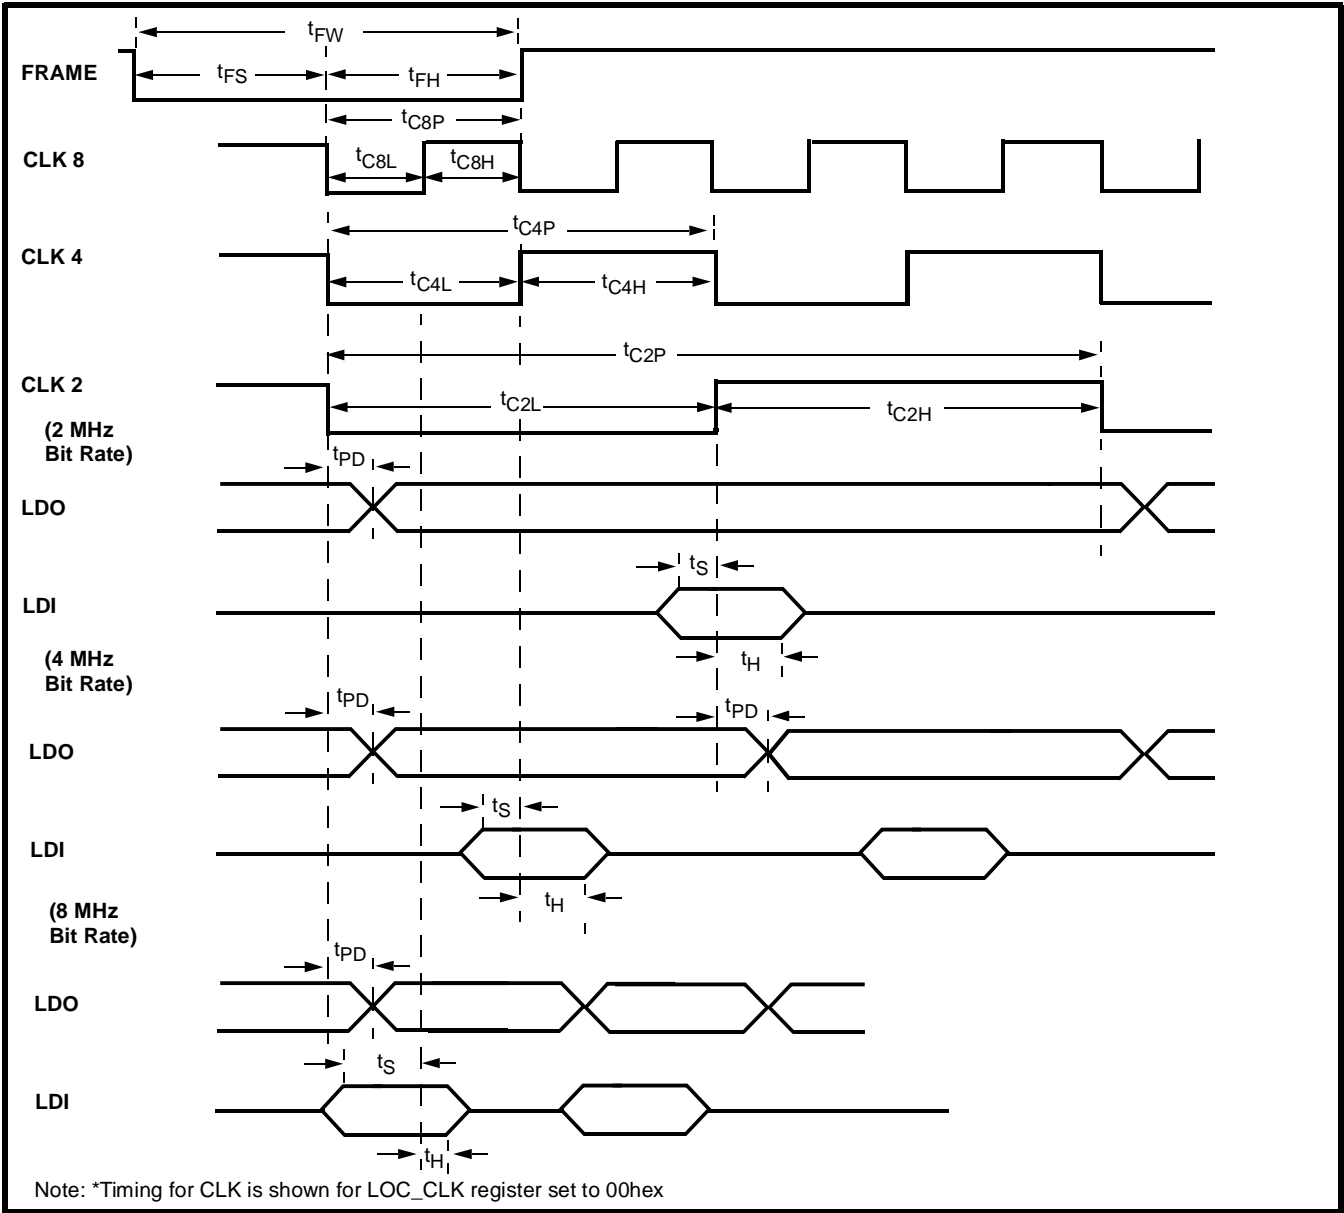 tFW
FRAME
tFS
tFH
tC8P
CLK 8
tC8L
tC8H
tC4P
CLK 4
tC4L
tC4H
tC2P
CLK 2
tC2L
tC2H
(2 MHz
Bit Rate)
tPD
LDO
tS
LDI
tH
(4 MHz
Bit Rate)
tPD
tPD
LDO
tS
LDI
tH
(8 MHz
Bit Rate)
tPD
LDO
tS
LDI
tH
Note: *Timing for CLK is shown for LOC_CLK register set to 00hex